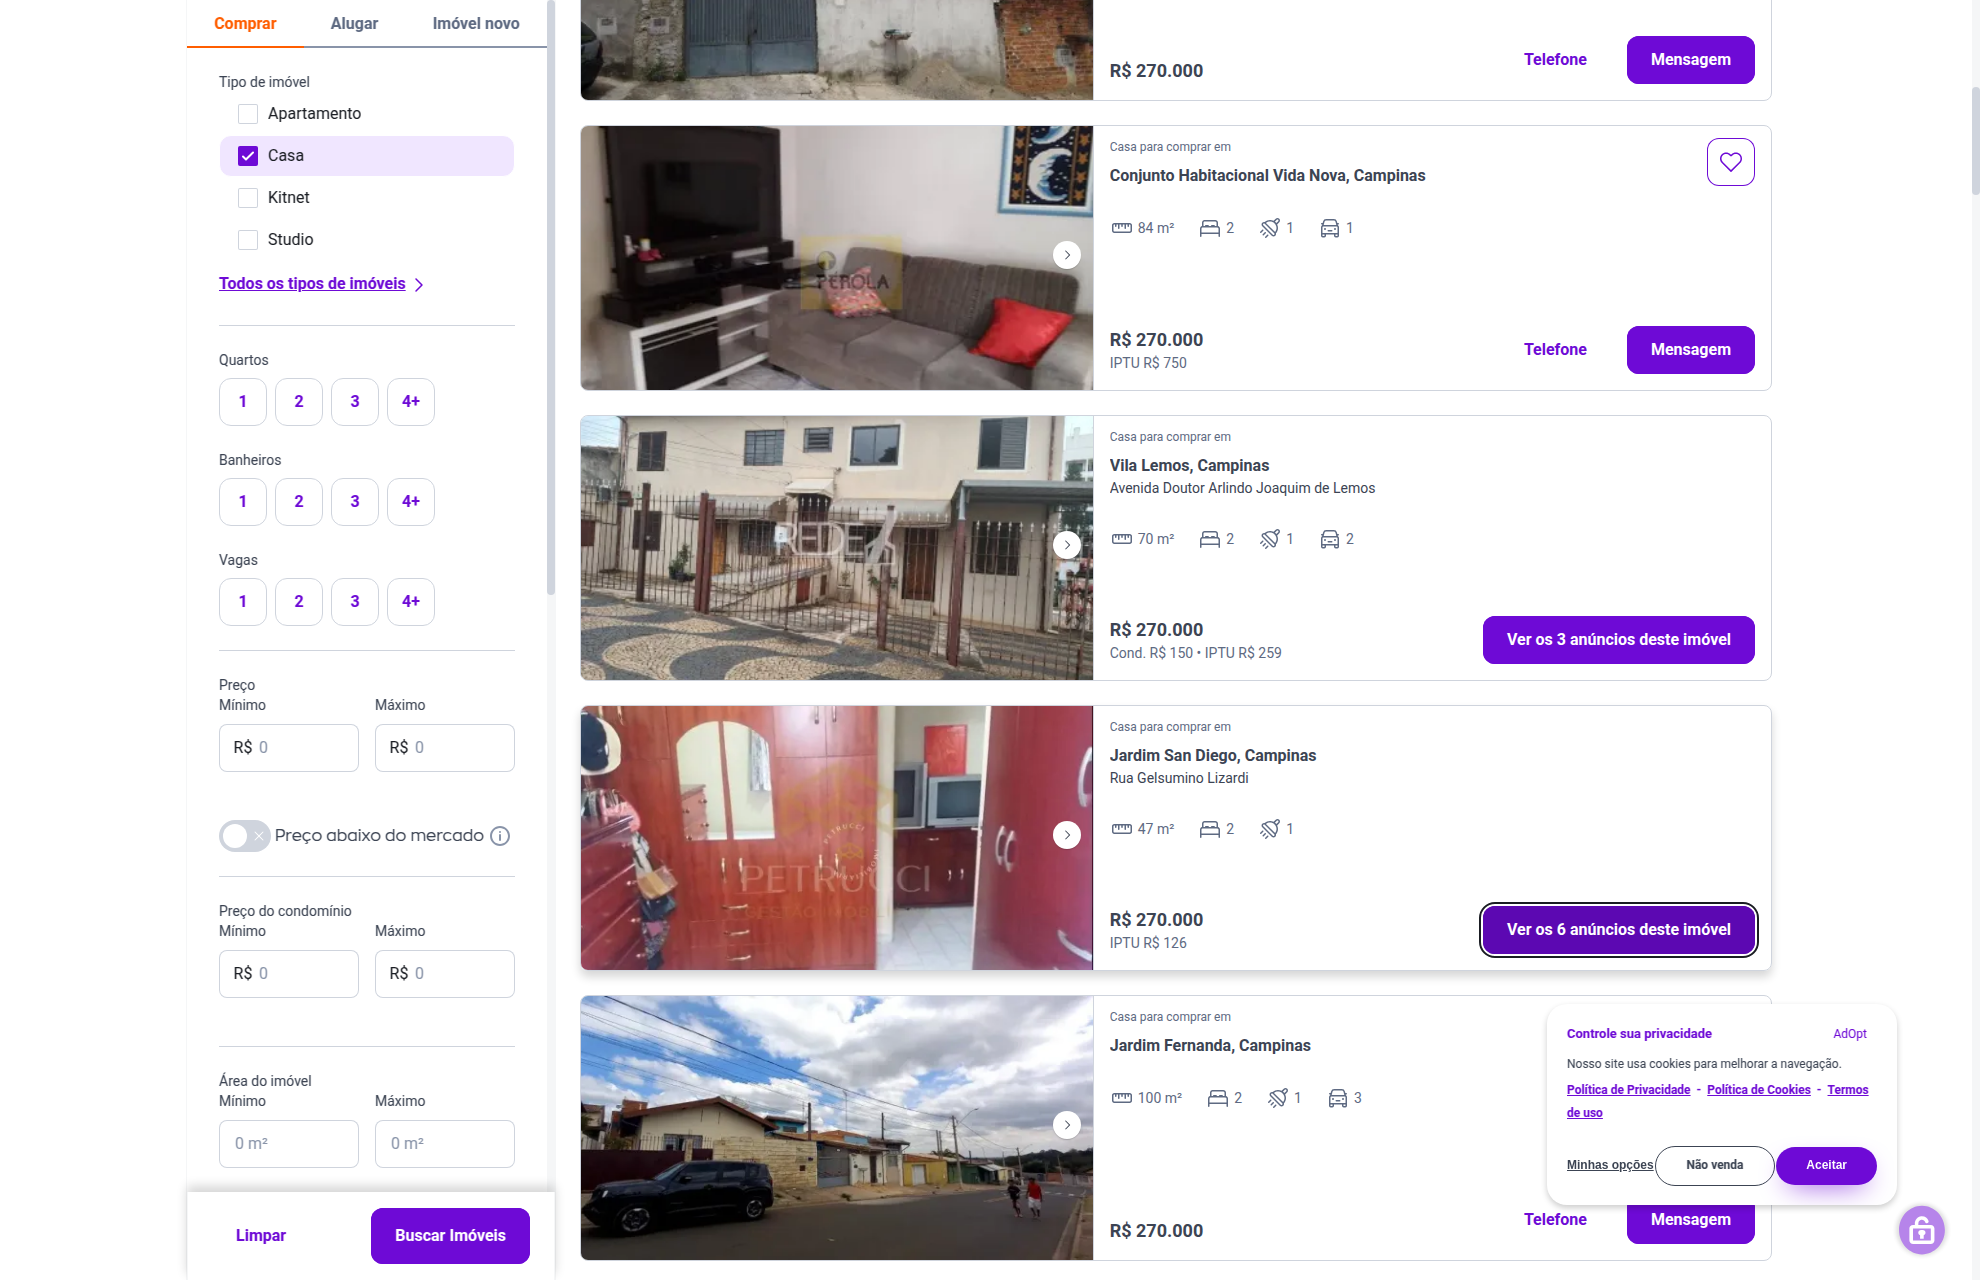 Comprar
Alugar
Imóvel novo
Tipo de imóvel
Apartamento
Casa
Kitnet
Studio
Todos os tipos de imóveis
Quartos
1 2 3 4+
Banheiros
1 2 3 4+
Vagas
1 2 3 4+
Preço
Mínimo Máximo
R$ 0 R$ 0
Preço abaixo do mercado
Preço do condomínio
Mínimo Máximo
R$ 0 R$ 0
Área do imóvel
Mínimo Máximo
0 m² 0 m²
Limpar
Buscar Imóveis
R$ 270.000
Telefone
Mensagem
PEROLA
Casa para comprar em
Conjunto Habitacional Vida Nova, Campinas
84 m² 2 1 1
R$ 270.000
IPTU R$ 750
Telefone
Mensagem
REDE
Casa para comprar em
Vila Lemos, Campinas
Avenida Doutor Arlindo Joaquim de Lemos
70 m² 2 1 2
R$ 270.000
Cond. R$ 150 • IPTU R$ 259
Ver os 3 anúncios deste imóvel
PETRUCCI
PETRUCCI
Casa para comprar em
Jardim San Diego, Campinas
Rua Gelsumino Lizardi
47 m² 2 1
R$ 270.000
IPTU R$ 126
Ver os 6 anúncios deste imóvel
Casa para comprar em
Jardim Fernanda, Campinas
100 m² 2 1 3
R$ 270.000
Telefone
Mensagem
Controle sua privacidade
AdOpt
Nosso site usa cookies para melhorar a navegação.
Política de Privacidade - Política de Cookies - Termos
de uso
Minhas opções
Não venda
Aceitar